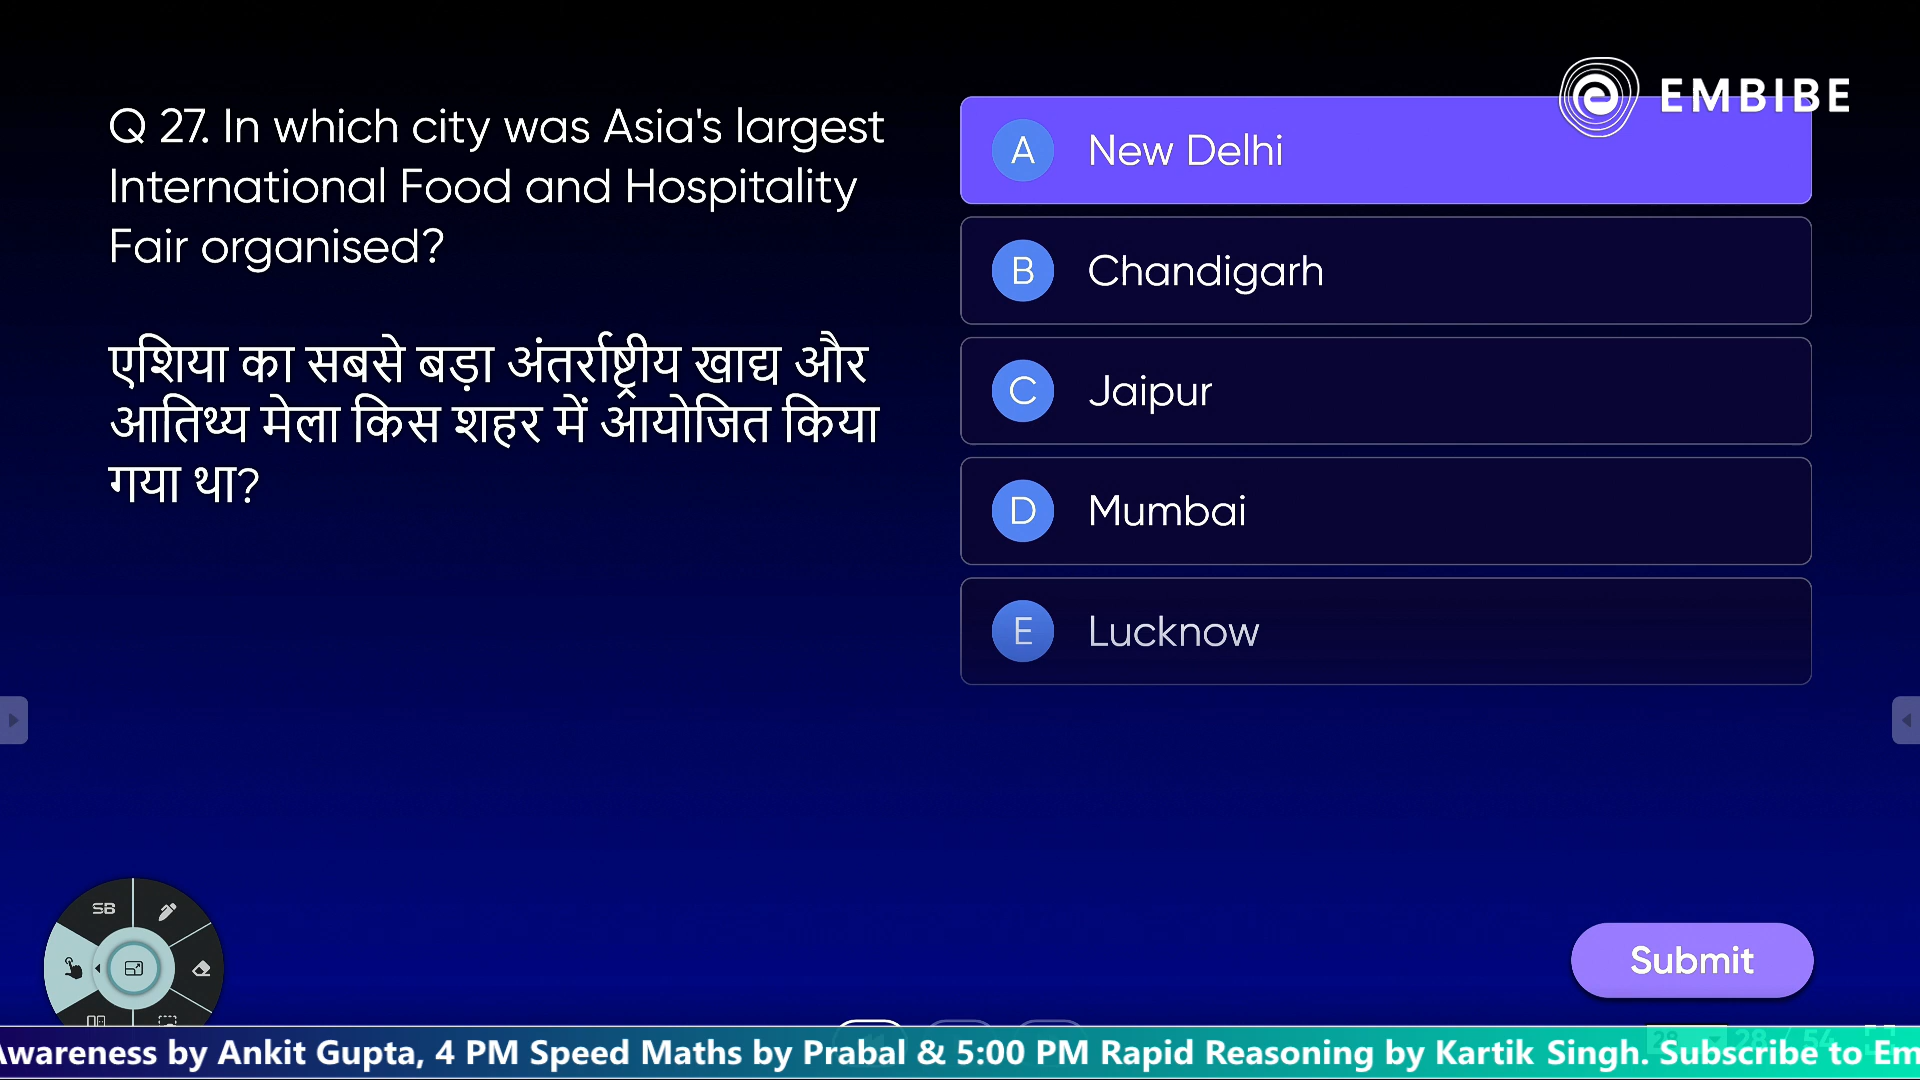 EMBIBE
Q 27. In which city was Asia's largest
International Food and Hospitality
Fair organised?
एशिया का सबसे बड़ा अंतर्राष्ट्रीय खाद्य और
आतिथ्य मेला किस शहर में आयोजित किया
गया था?
A New Delhi
B Chandigarh
C Jaipur
D Mumbai
E Lucknow
SB
Submit
Awareness by Ankit Gupta, 4 PM Speed Maths by Prabal & 5:00 PM Rapid Reasoning by Kartik Singh. Subscribe to Em